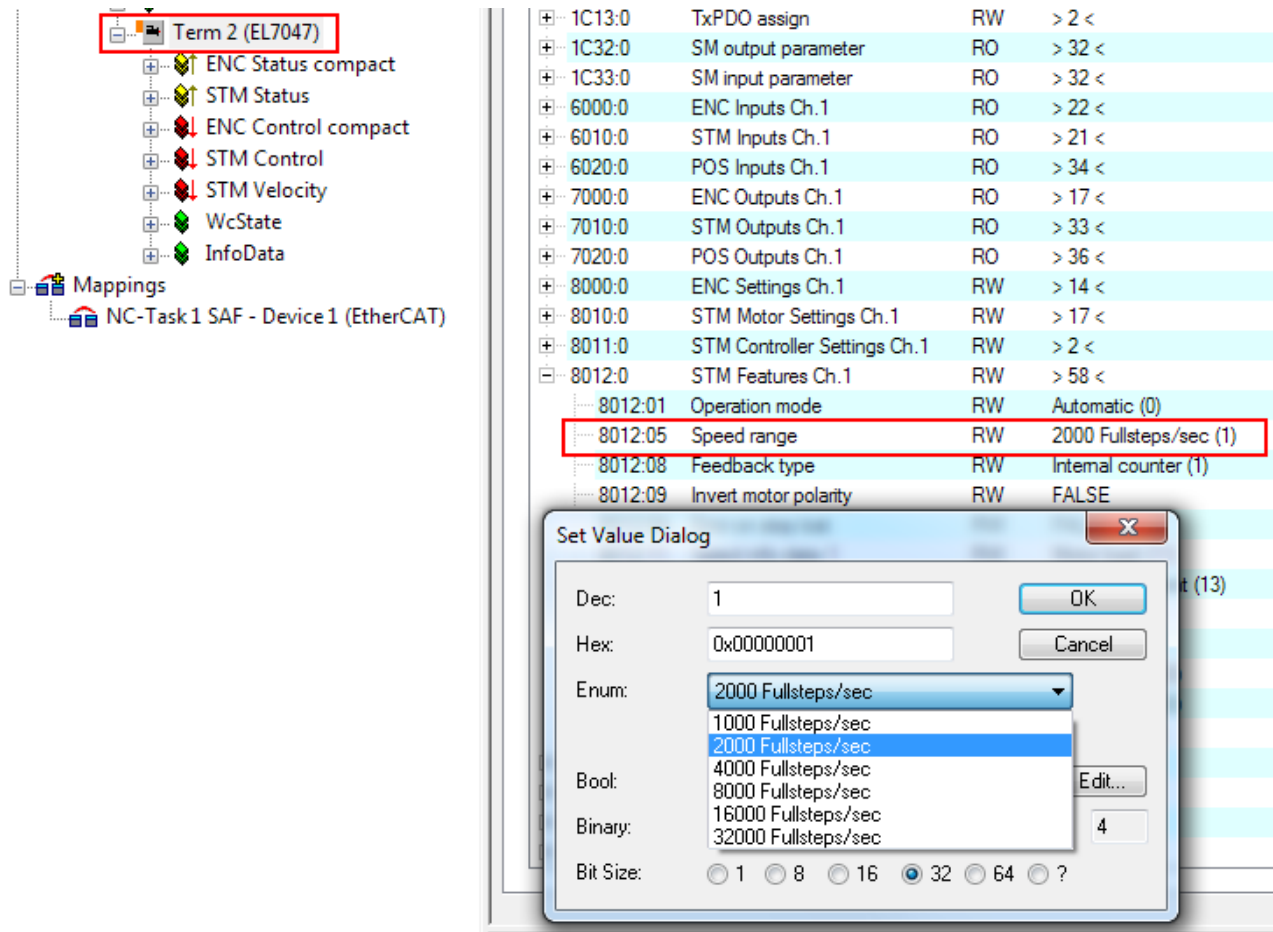 Term 2 (EL7047)
ENC Status compact
STM Status
ENC Control compact
STM Control
STM Velocity
WcState
InfoData
Mappings
NC-Task 1 SAF - Device 1 (EtherCAT)
1C13:0 TxPDO assign RW > 2 <
1C32:0 SM output parameter RO > 32 <
1C33:0 SM input parameter RO > 32 <
6000:0 ENC Inputs Ch.1 RO > 22 <
6010:0 STM Inputs Ch.1 RO > 21 <
6020:0 POS Inputs Ch.1 RO > 34 <
7000:0 ENC Outputs Ch.1 RO > 17 <
7010:0 STM Outputs Ch.1 RO > 33 <
7020:0 POS Outputs Ch.1 RO > 36 <
8000:0 ENC Settings Ch.1 RW > 14 <
8010:0 STM Motor Settings Ch.1 RW > 17 <
8011:0 STM Controller Settings Ch.1 RW > 2 <
8012:0 STM Features Ch.1 RW > 58 <
8012:01 Operation mode RW Automatic (0)
8012:05 Speed range RW 2000 Fullsteps/sec (1)
8012:08 Feedback type RW Internal counter (1)
8012:09 Invert motor polarity RW FALSE
Set Value Dialog
(13)
Dec: 1 OK
Hex: 0x00000001 Cancel
Enum: 2000 Fullsteps/sec
1000 Fullsteps/sec
2000 Fullsteps/sec
4000 Fullsteps/sec
8000 Fullsteps/sec
16000 Fullsteps/sec
32000 Fullsteps/sec
Bool: Edit...
Binary: 4
Bit Size: 1 8 16 32 64 ?